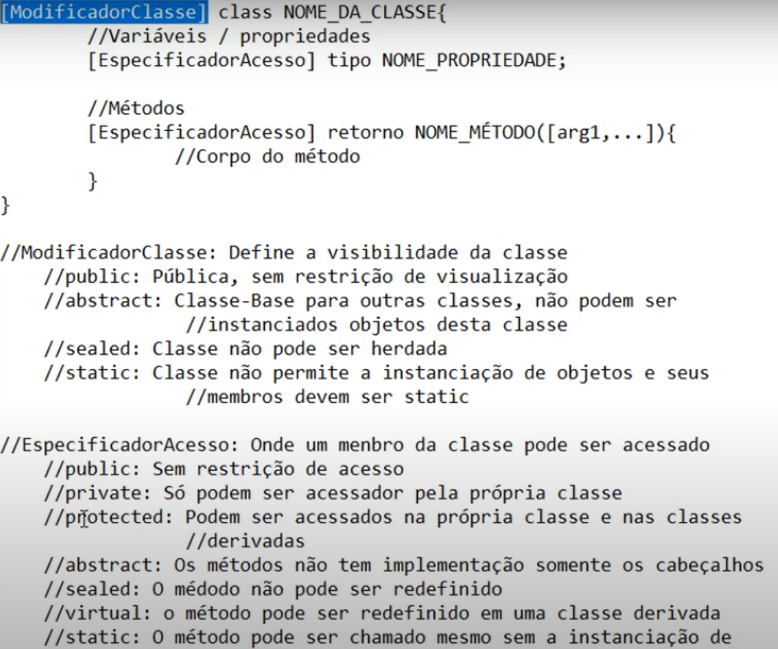 [ModificadorClasse] class NOME_DA_CLASSE{
//Variáveis / propriedades
[EspecificadorAcesso] tipo NOME_PROPRIEDADE;
//Métodos
[EspecificadorAcesso] retorno NOME_MÉTODO([arg1,...]){
//Corpo do método
}
}
//ModificadorClasse: Define a visibilidade da classe
//public: Pública, sem restrição de visualização
//abstract: Classe-Base para outras classes, não podem ser
//instanciados objetos desta classe
//sealed: Classe não pode ser herdada
//static: Classe não permite a instanciação de objetos e seus
//membros devem ser static
//EspecificadorAcesso: Onde um menbro da classe pode ser acessado
//public: Sem restrição de acesso
//private: Só podem ser acessador pela própria classe
//protected: Podem ser acessados na própria classe e nas classes
//derivadas
//abstract: Os métodos não tem implementação somente os cabeçalhos
//sealed: O médodo não pode ser redefinido
//virtual: o método pode ser redefinido em uma classe derivada
//static: O método pode ser chamado mesmo sem a instanciação de